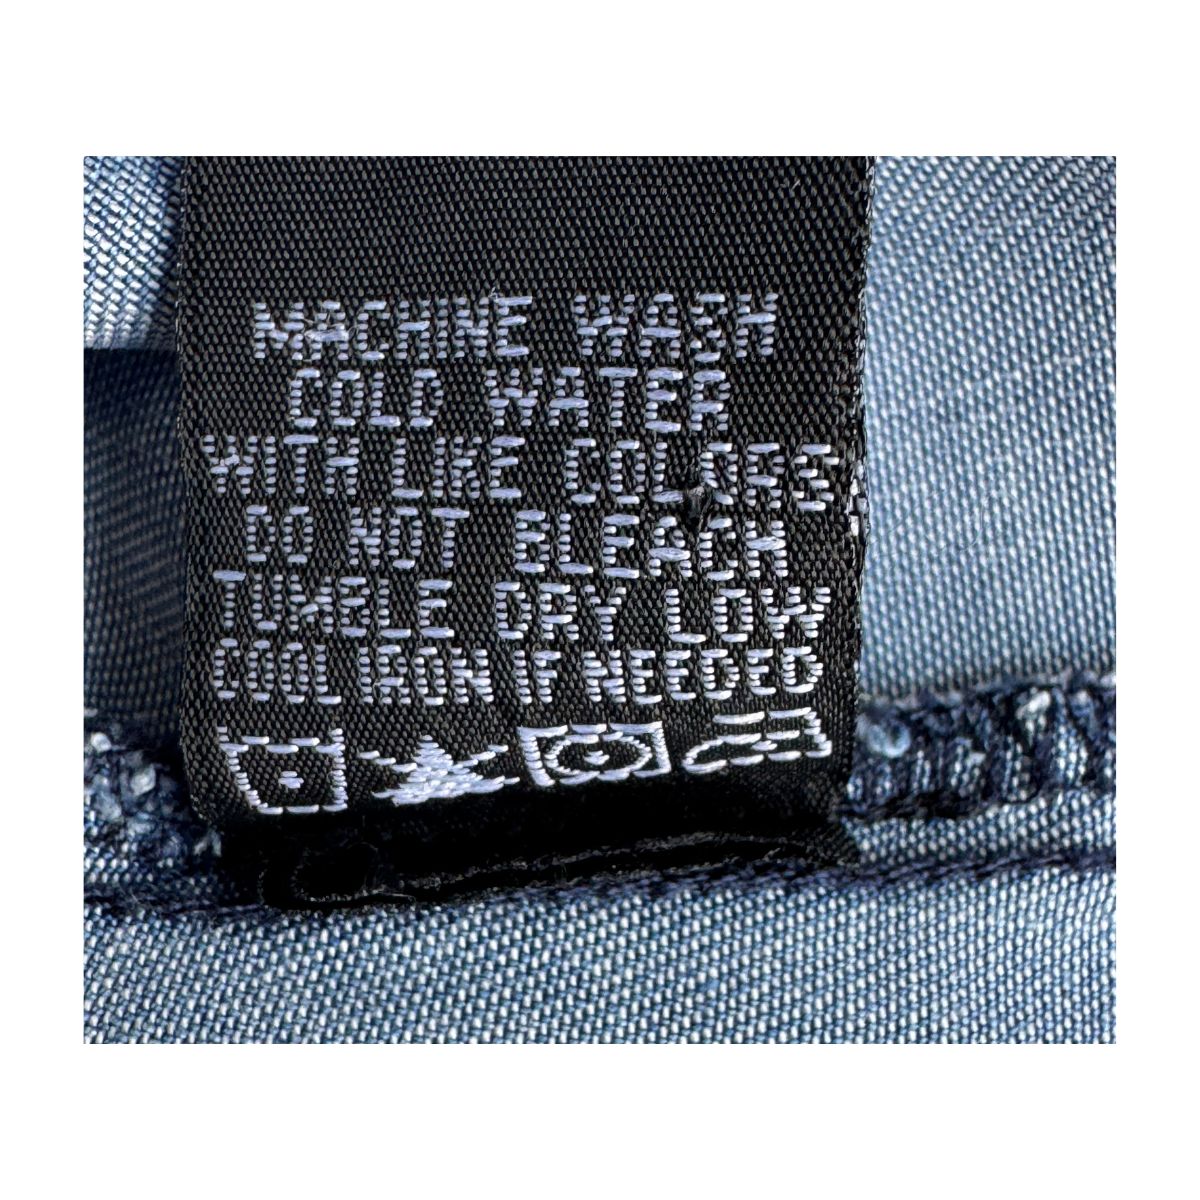 MACHINE WASH
COLD WATER
WITH LIKE COLORS
DO NOT BLEACH
TUMBLE DRY LOW
COOL IRON IF NEEDED